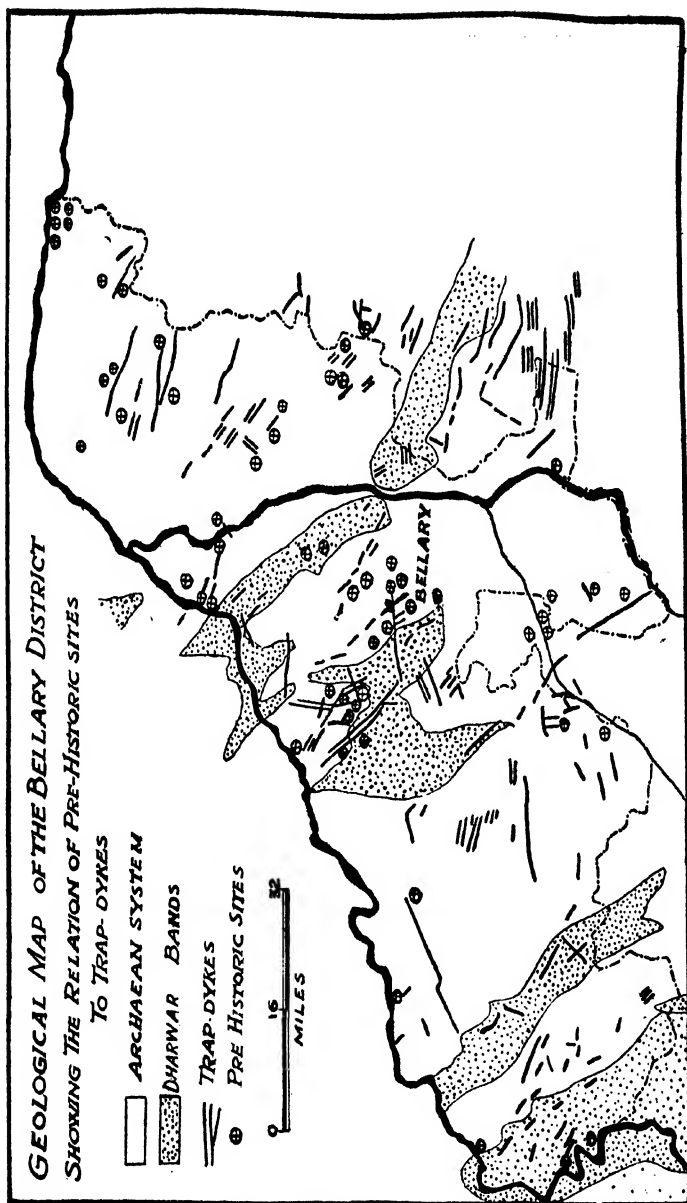 GEOLOGICAL MAP OF THE BELLARY DISTRICT
SHOWING THE RELATION OF PRE-HISTORIC SITES
TO TRAP-DYKES
ARCHAEAN SYSTEM
DHARWAR BANDS
TRAP-DYKES
PRE HISTORIC SITES
0 16 32
MILES
BELLARY